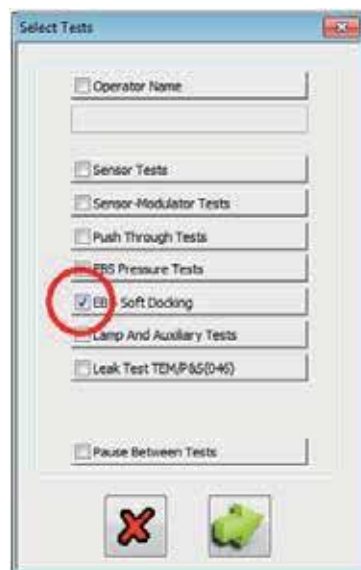 Select Tests
Operator Name
Sensor Tests
Sensor-Modulator Tests
Push Through Tests
EBS Pressure Tests
EBS Soft Docking
Lamp And Auxiliary Tests
Leak Test TEM/P&S(046)
Pause Between Tests